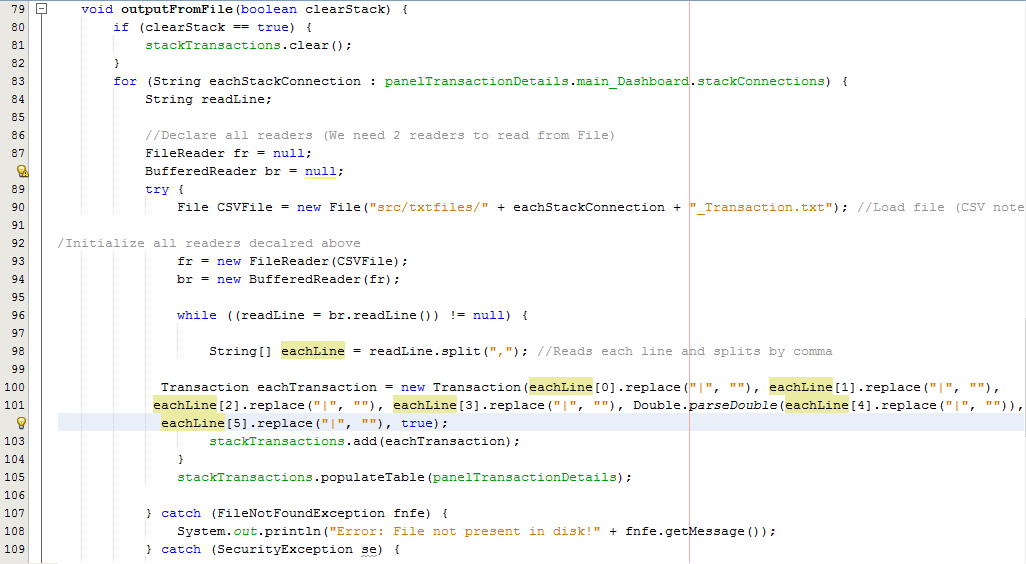 79 void outputFromFile(boolean clearStack) {
80 if (clearStack == true) {
81 stackTransactions.clear();
82 }
83 for (String eachStackConnection : panelTransactionDetails.main_Dashboard.stackConnections) {
84 String readLine;
85
86 //Declare all readers (We need 2 readers to read from File)
87 FileReader fr = null;
BufferedReader br = null;
89 try {
90 File CSVFile = new File("src/txtfiles/" + eachStackConnection + "_Transaction.txt"); //Load file (CSV note
91
92 /Initialize all readers decalred above
93 fr = new FileReader(CSVFile);
94 br = new BufferedReader(fr);
95
96 while ((readLine = br.readLine()) != null) {
97
98 String[] eachLine = readLine.split(","); //Reads each line and splits by comma
99
100 Transaction eachTransaction = new Transaction(eachLine[0].replace("|", ""), eachLine[1].replace("|", ""),
101 eachLine[2].replace("|", ""), eachLine[3].replace("|", ""), Double.parseDouble(eachLine[4].replace("|", "")),
eachLine[5].replace("|", ""), true);
103 stackTransactions.add(eachTransaction);
104 }
105 stackTransactions.populateTable(panelTransactionDetails);
106
107 } catch (FileNotFoundException fnfe) {
108 System.out.println("Error: File not present in disk!" + fnfe.getMessage());
109 } catch (SecurityException se) {